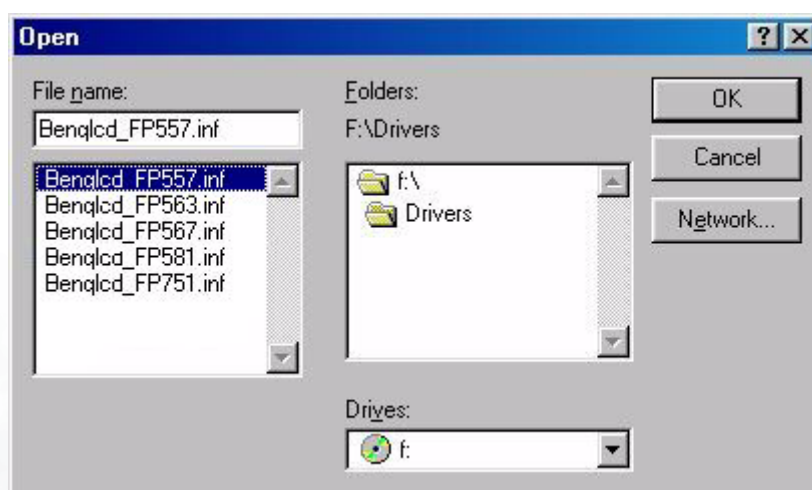 Open
File name:
Benqlcd_FP557.inf
Benqlcd_FP557.inf
Benqlcd_FP563.inf
Benqlcd_FP567.inf
Benqlcd_FP581.inf
Benqlcd_FP751.inf
Folders:
F:\Drivers
f:\
Drivers
Drives:
f:
OK
Cancel
Network...